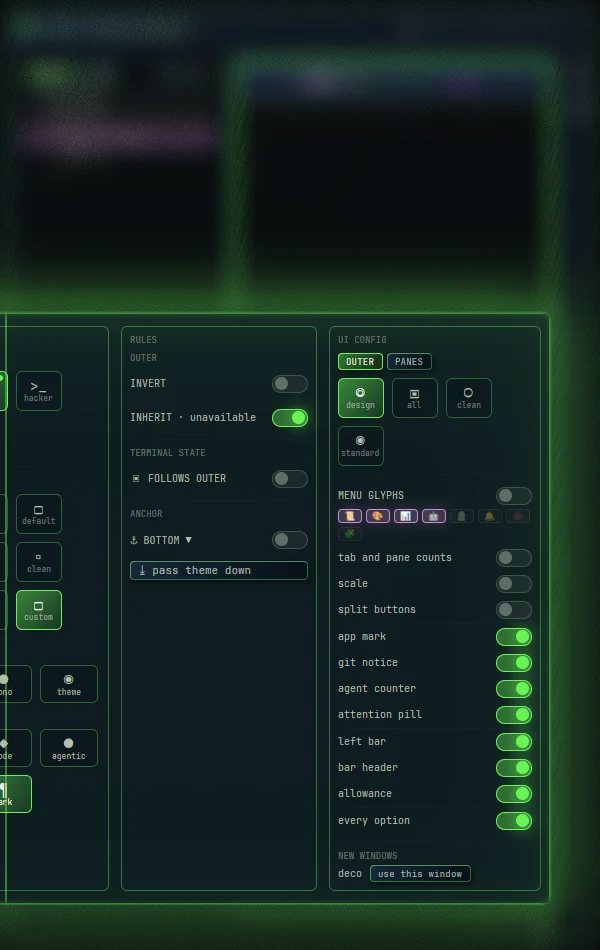 >_
hacker
default
clean
custom
theme
agentic
RULES
OUTER
INVERT
INHERIT · unavailable
TERMINAL STATE
FOLLOWS OUTER
ANCHOR
BOTTOM ▼
pass theme down
UI CONFIG
OUTER PANES
design all clean
standard
MENU GLYPHS
tab and pane counts
scale
split buttons
app mark
git notice
agent counter
attention pill
left bar
bar header
allowance
every option
NEW WINDOWS
deco use this window